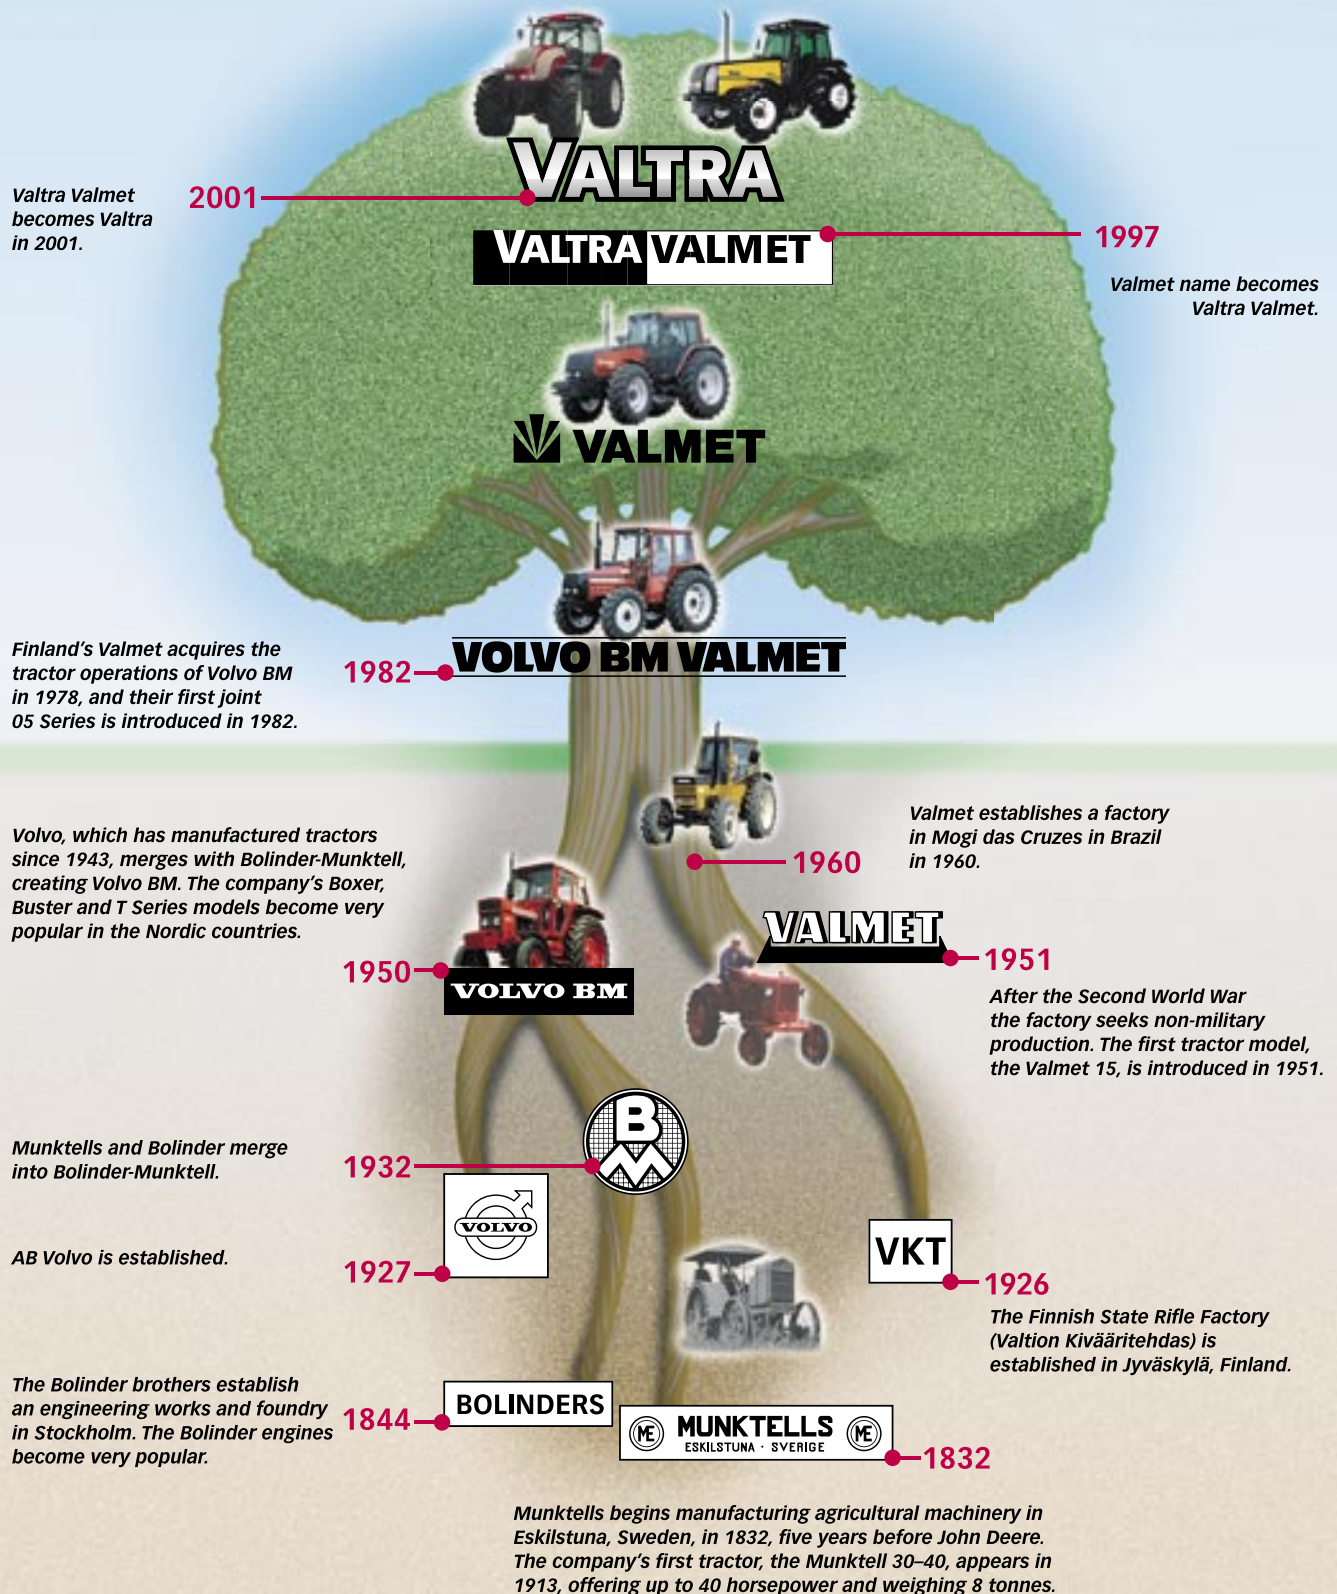 VALTRA
Valtra Valmet
becomes Valtra
in 2001.
2001
VALTRA VALMET
1997
Valmet name becomes
Valtra Valmet.
VALMET
Finland's Valmet acquires the
tractor operations of Volvo BM
in 1978, and their first joint
05 Series is introduced in 1982.
1982
VOLVO BM VALMET
Valmet establishes a factory
in Mogi das Cruzes in Brazil
in 1960.
1960
Volvo, which has manufactured tractors
since 1943, merges with Bolinder-Munktell,
creating Volvo BM. The company's Boxer,
Buster and T Series models become very
popular in the Nordic countries.
1950
VOLVO BM
VALMET
1951
After the Second World War
the factory seeks non-military
production. The first tractor model,
the Valmet 15, is introduced in 1951.
Munktells and Bolinder merge
into Bolinder-Munktell.
1932
BM
AB Volvo is established.
1927
VOLVO
VKT
1926
The Finnish State Rifle Factory
(Valtion Kivääritehdas) is
established in Jyväskylä, Finland.
The Bolinder brothers establish
an engineering works and foundry
in Stockholm. The Bolinder engines
become very popular.
1844
BOLINDERS
ME MUNKTELLS ME
ESKILSTUNA · SVERIGE
1832
Munktells begins manufacturing agricultural machinery in
Eskilstuna, Sweden, in 1832, five years before John Deere.
The company's first tractor, the Munktell 30–40, appears in
1913, offering up to 40 horsepower and weighing 8 tonnes.